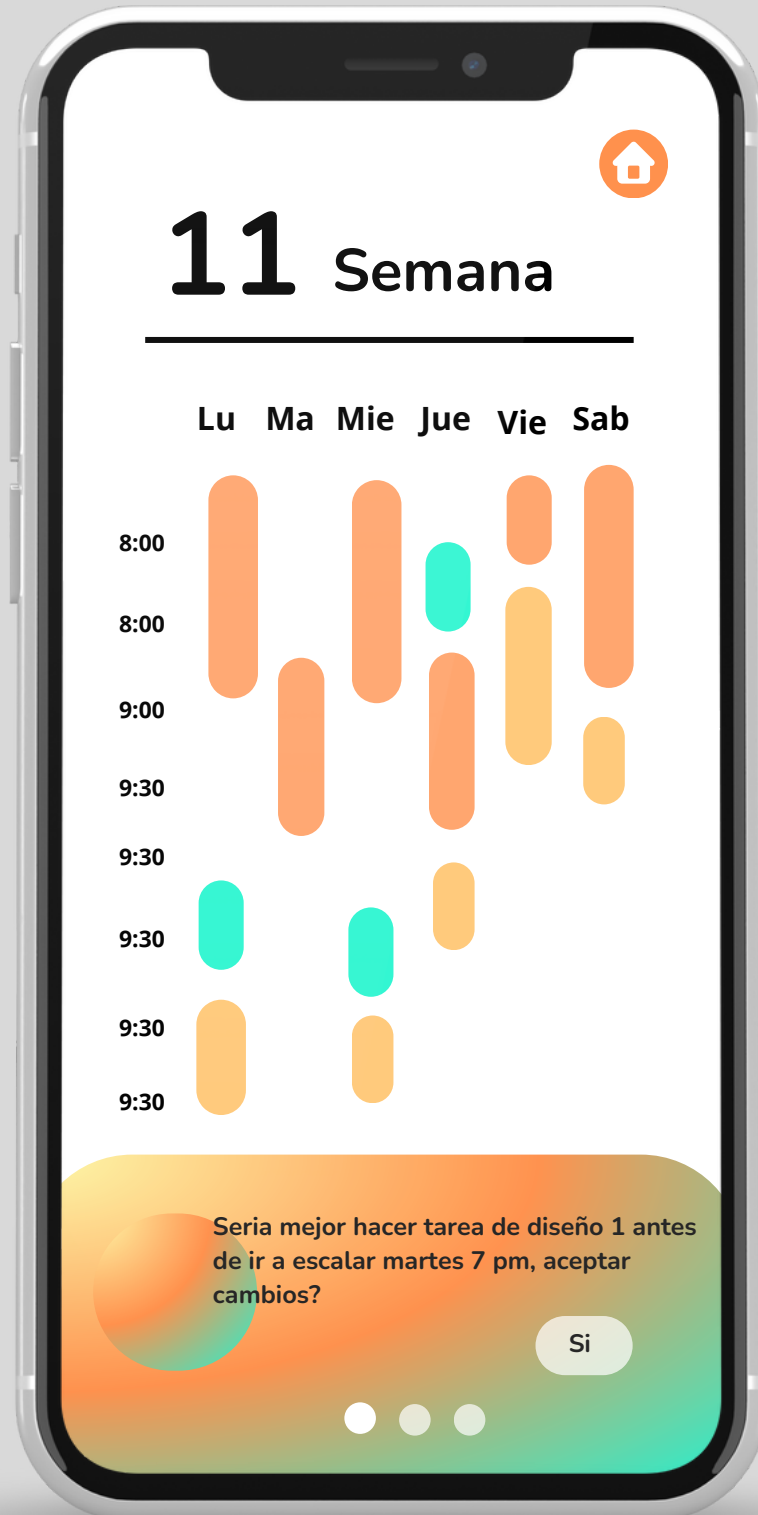 11 Semana
Lu Ma Mie Jue Vie Sab
8:00
8:00
9:00
9:30
9:30
9:30
9:30
9:30
Seria mejor hacer tarea de diseño 1 antes
de ir a escalar martes 7 pm, aceptar
cambios?
Si